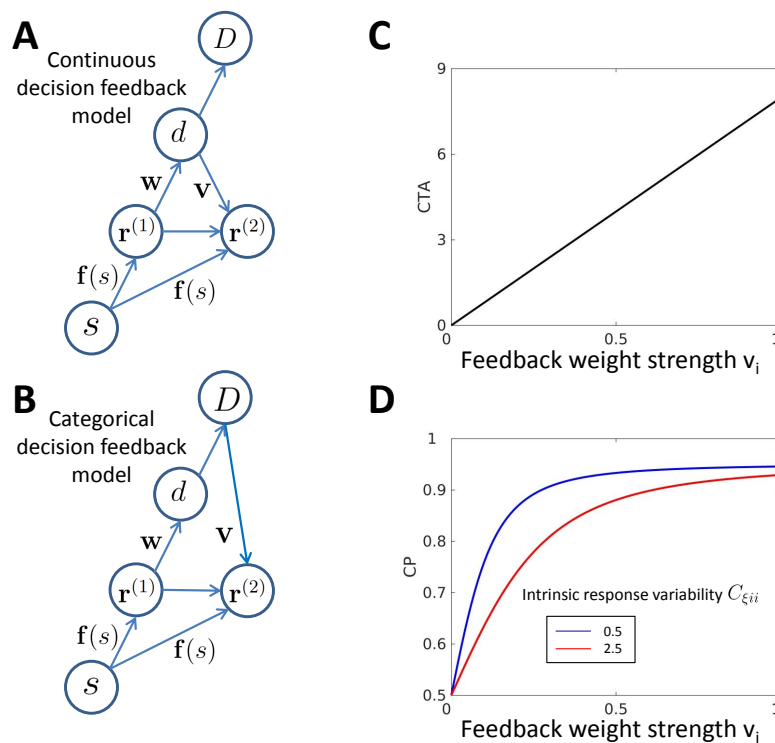 A
Continuous
decision feedback
model
D
d
w
v
r(1)
r(2)
f(s)
f(s)
s
B
Categorical
decision feedback
model
D
d
w
v
r(1)
r(2)
f(s)
f(s)
s
C
9
6
3
0
CTA
0.5
1
Feedback weight strength vi
D
1
0.9
0.8
0.7
0.6
0.5
CP
Intrinsic response variability Cξii
0.5
2.5
0.5
1
Feedback weight strength vi